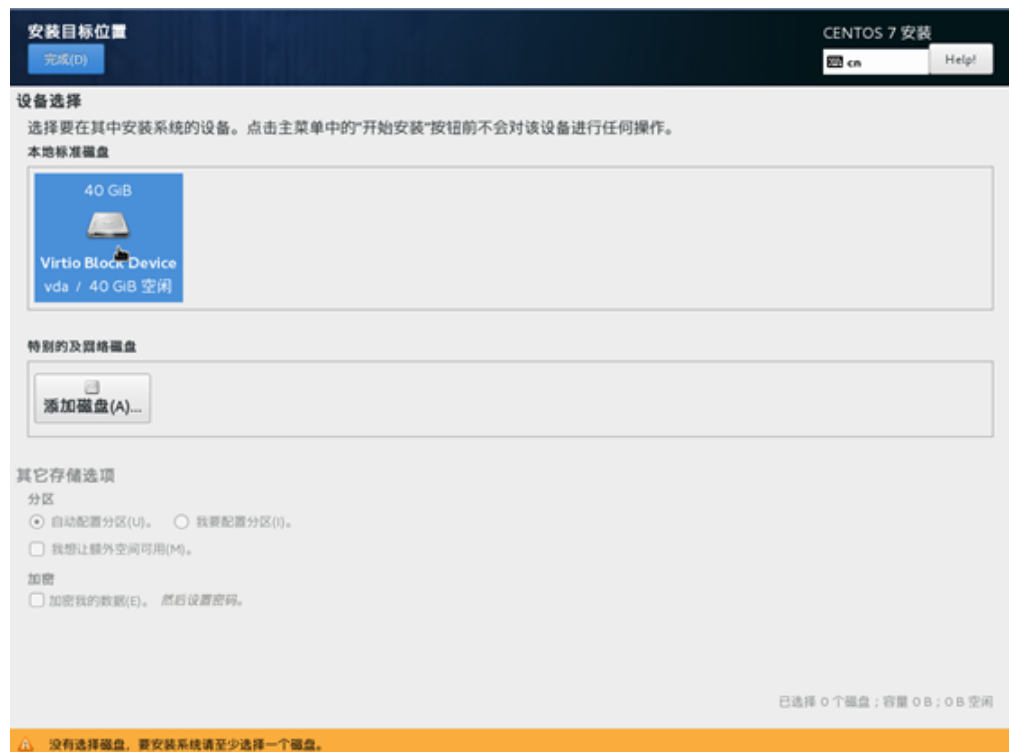 安装目标位置
CENTOS 7 安装
完成(D)
cn
Help!
设备选择
选择要在其中安装系统的设备。点击主菜单中的"开始安装"按钮前不会对该设备进行任何操作。
本地标准磁盘
40 GiB
Virtio Block Device
vda / 40 GiB 空闲
特别的及网络磁盘
添加磁盘(A)...
其它存储选项
分区
自动配置分区(U)。 我要配置分区(I)。
我想让额外空间可用(M)。
加密
加密我的数据(E)。 然后设置密码。
已选择 0 个磁盘；容量 0 B；0 B 空闲
没有选择磁盘，要安装系统请至少选择一个磁盘。